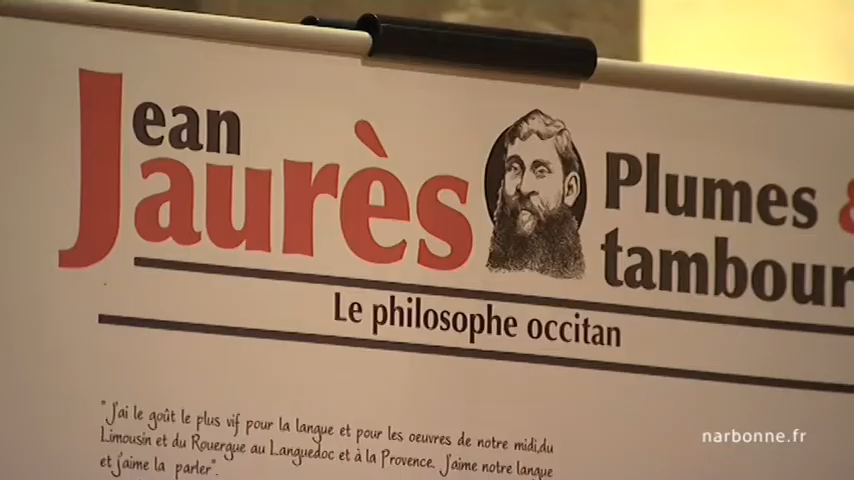 Jean Jaurès
Plumes &
tambour
Le philosophe occitan
"J'ai le goût le plus vif pour la langue et pour les oeuvres de notre midi,du
Limousin et du Rouergue au Languedoc et à la Provence. J'aime notre langue
et j'aime la parler".
narbonne.fr